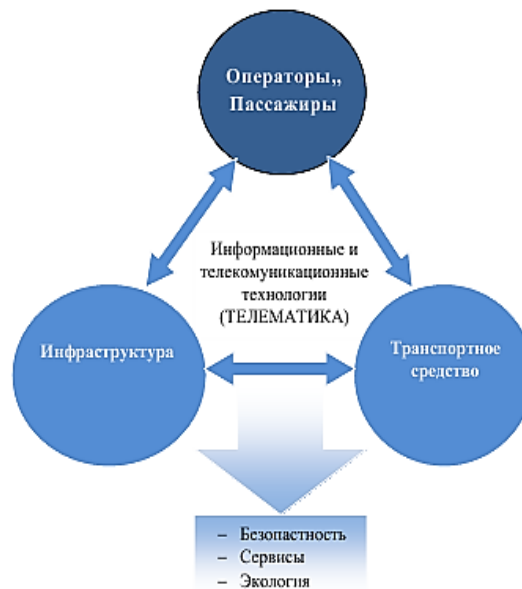 Операторы,,
Пассажиры
Информационные и
телекомуникационные
технологии
(ТЕЛЕМАТИКА)
Инфраструктура
Транспортное
средство
– Безопастность
– Сервисы
– Экология